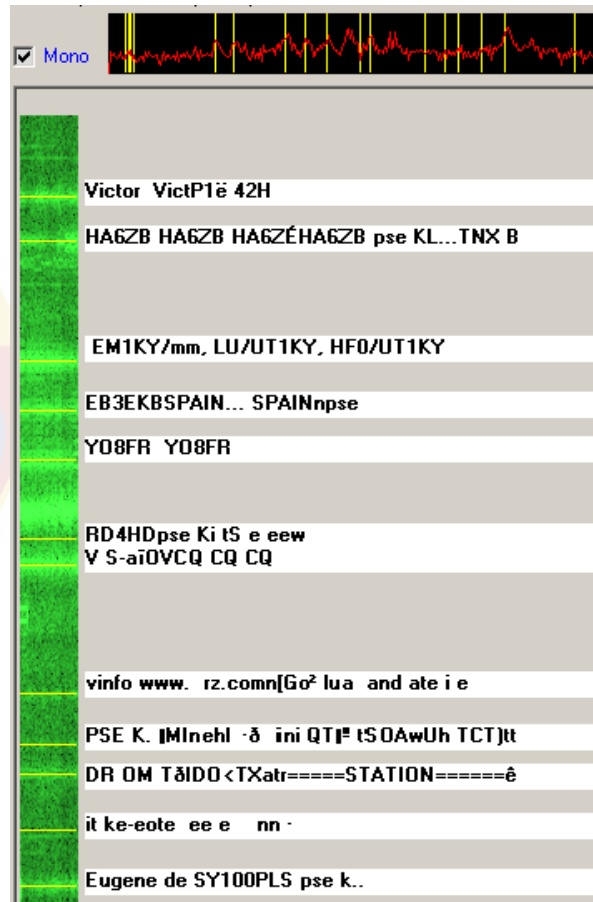 Mono
Victor VictP1ë 42H
HA6ZB HA6ZB HA6ZÉHA6ZB pse KL...TNX B
EM1KY/mm, LU/UT1KY, HF0/UT1KY
EB3EKBSPAIN... SPAINnpse
YO8FR YO8FR
RD4HDpse Ki tS e eew
V S-aïOVCQ CQ CQ
vinfo www. rz.comn[Go² lua and ate i e
PSE K. ini QT tSOAwUh TCT)tt
DR OM TðIDO<TXatr=====STATION======ê
it ke-eote ee e nn ·
Eugene de SY100PLS pse k..